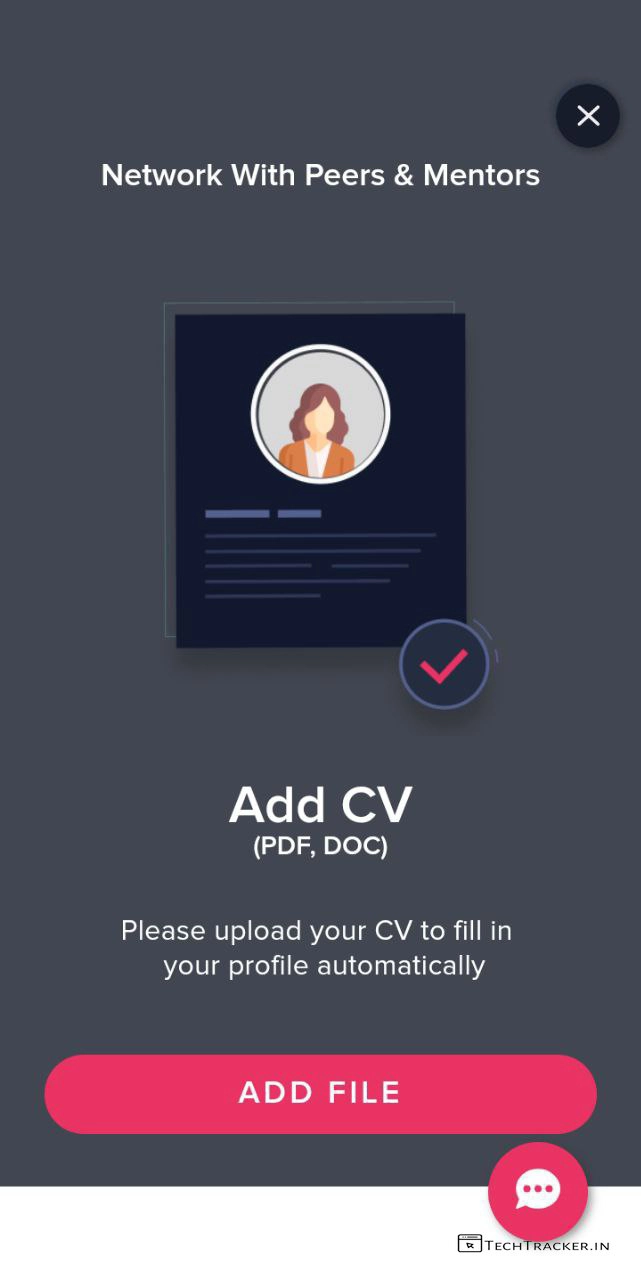 Network With Peers & Mentors
Add CV
(PDF, DOC)
Please upload your CV to fill in
your profile automatically
ADD FILE
TECHTRACKER.IN